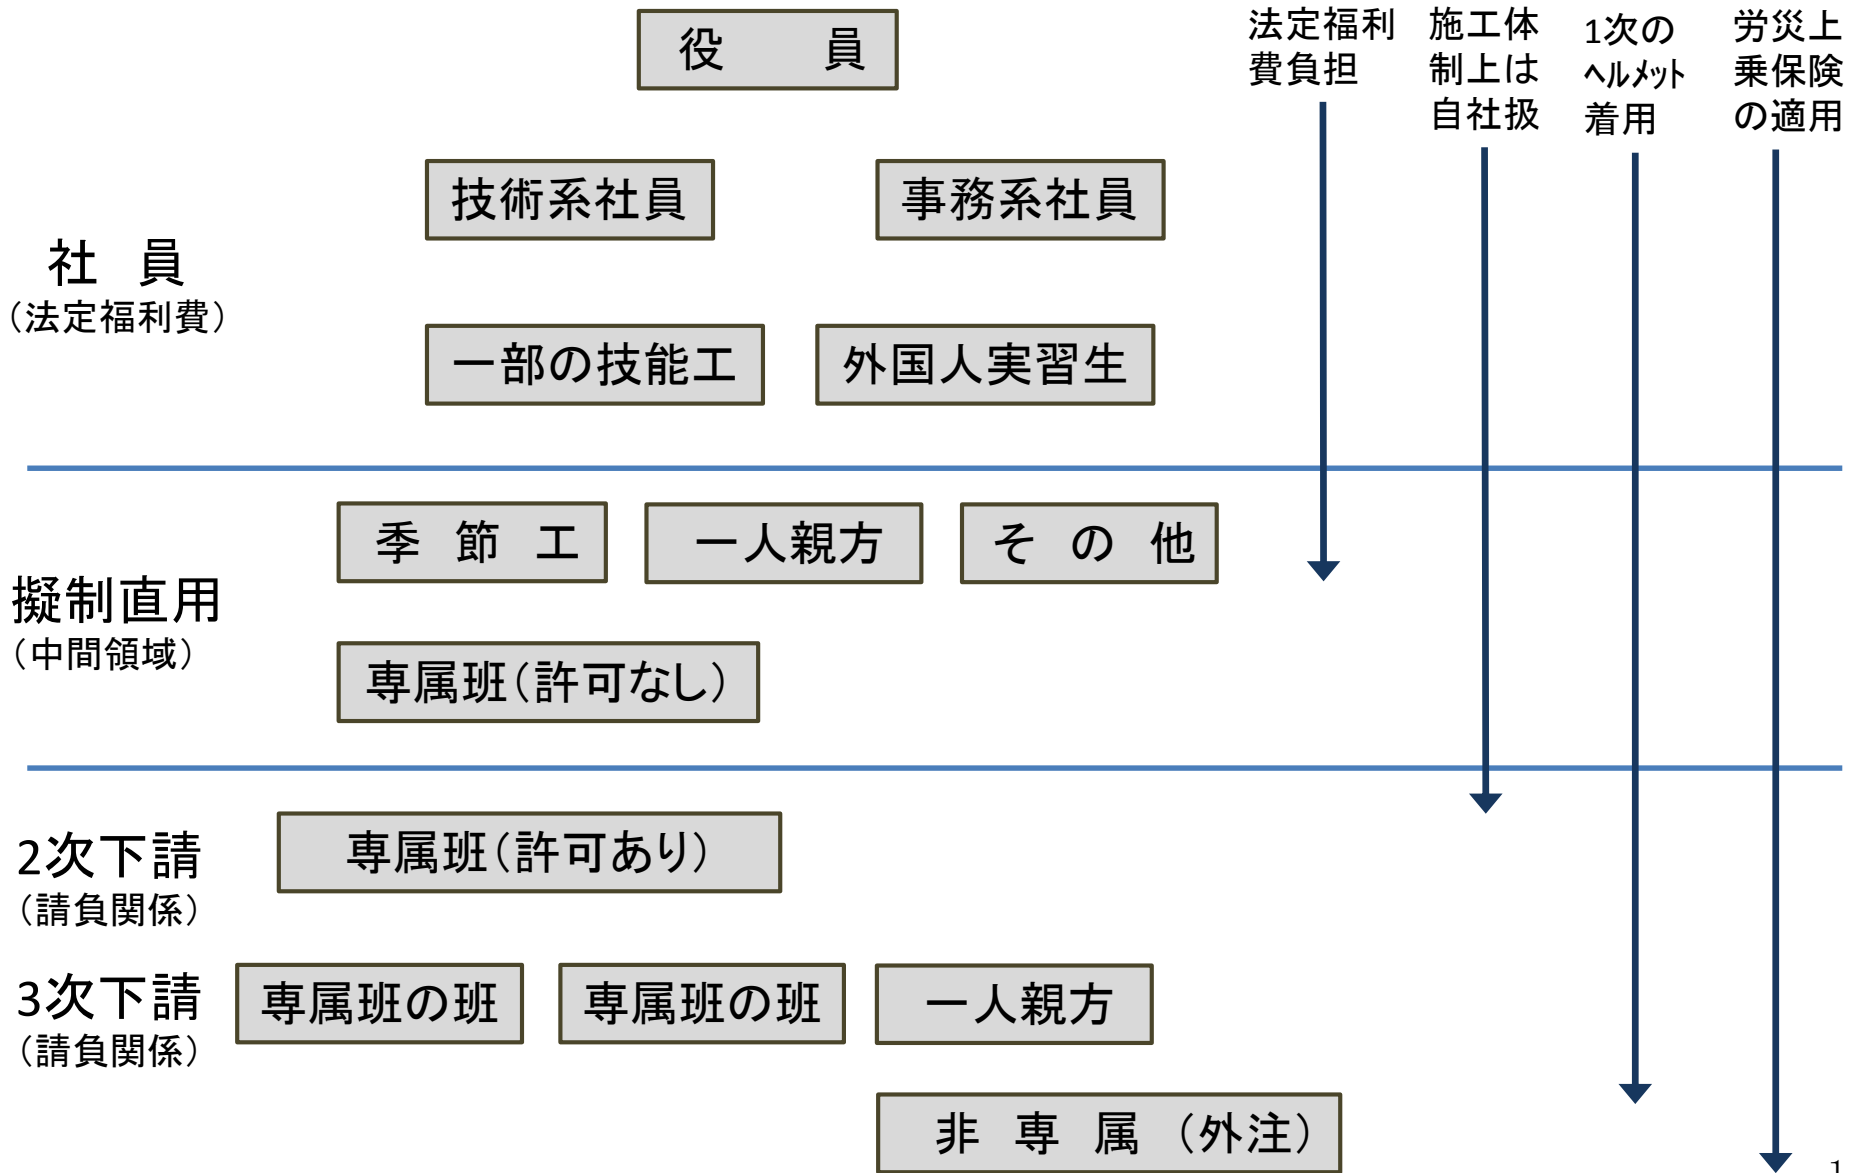 役　員
法定福利
費負担
施工体
制上は
自社扱
1次の
ヘルメット
着用
労災上
乗保険
の適用
技術系社員
事務系社員
社 員
（法定福利費）
一部の技能工
外国人実習生
季 節 工
一人親方
そ の 他
擬制直用
（中間領域）
専属班（許可なし）
2次下請
（請負関係）
専属班（許可あり）
3次下請
（請負関係）
専属班の班
専属班の班
一人親方
非 専 属 （外注）
1